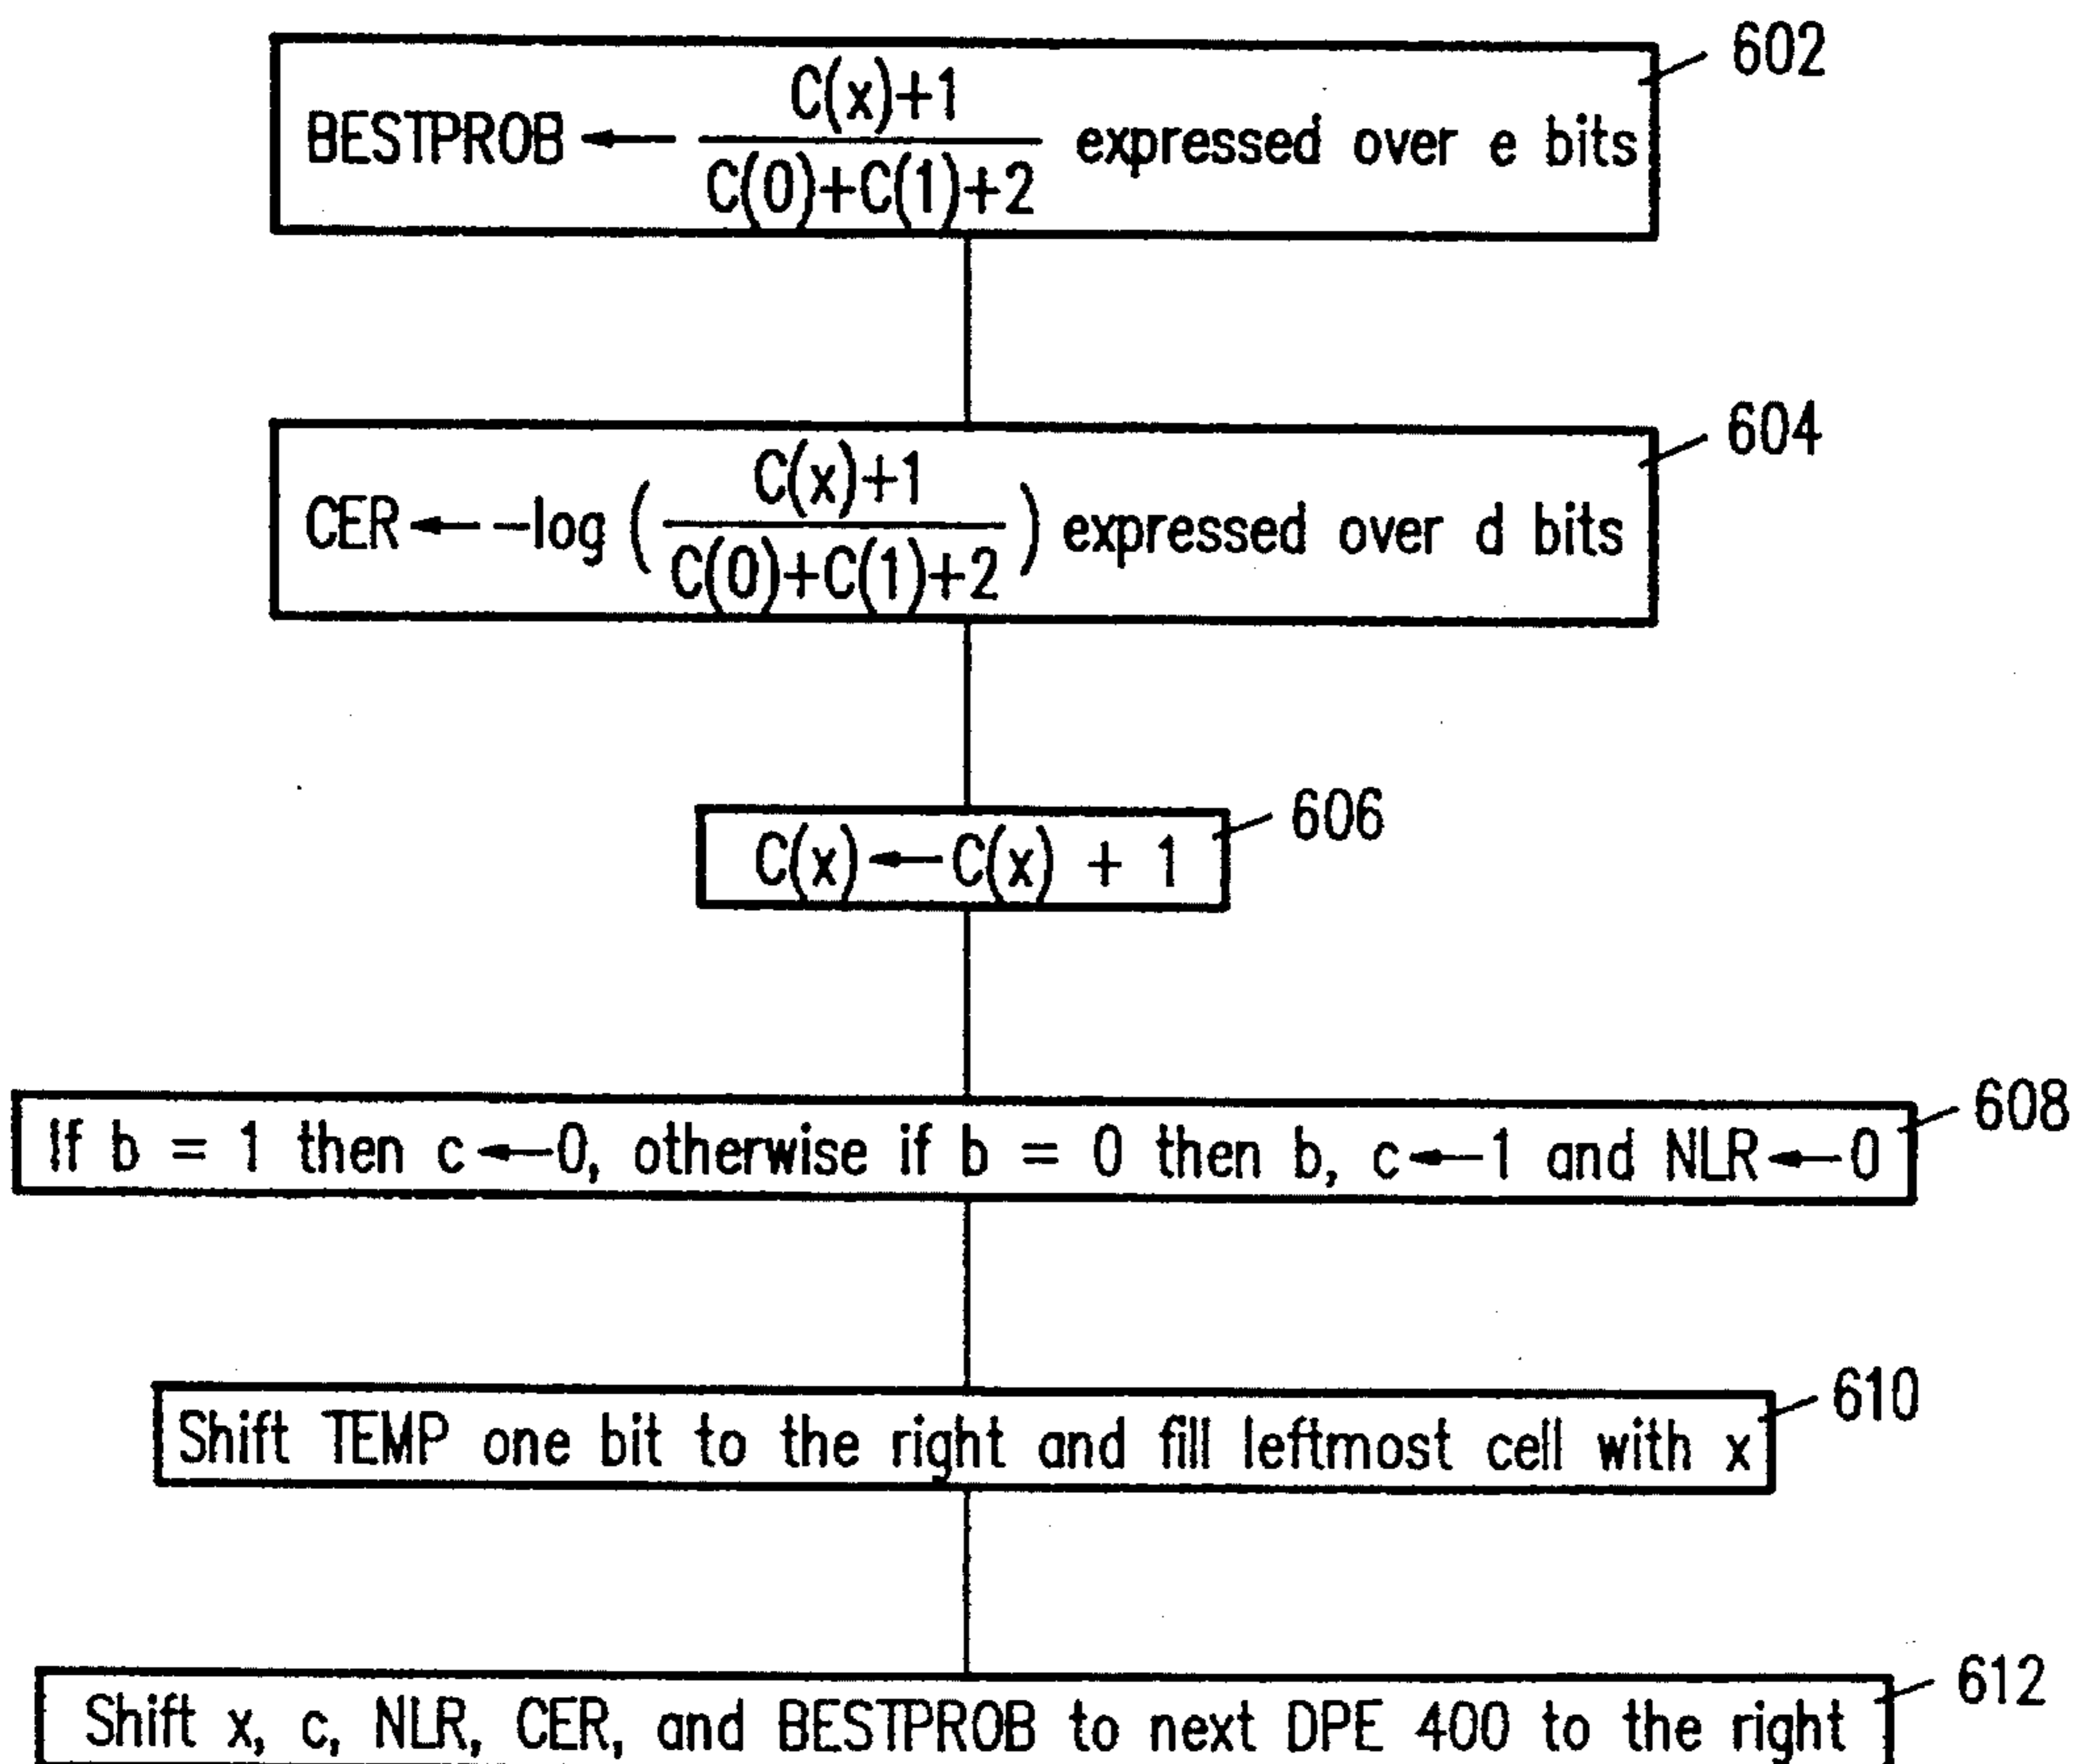 602
BESTPROB ← C(x)+1 / C(0)+C(1)+2 expressed over e bits
604
CER ← -log ( C(x)+1 / C(0)+C(1)+2 ) expressed over d bits
606
C(x) ← C(x) + 1
608
If b = 1 then c ← 0, otherwise if b = 0 then b, c ← 1 and NLR ← 0
610
Shift TEMP one bit to the right and fill leftmost cell with x
612
Shift x, c, NLR, CER, and BESTPROB to next DPE 400 to the right